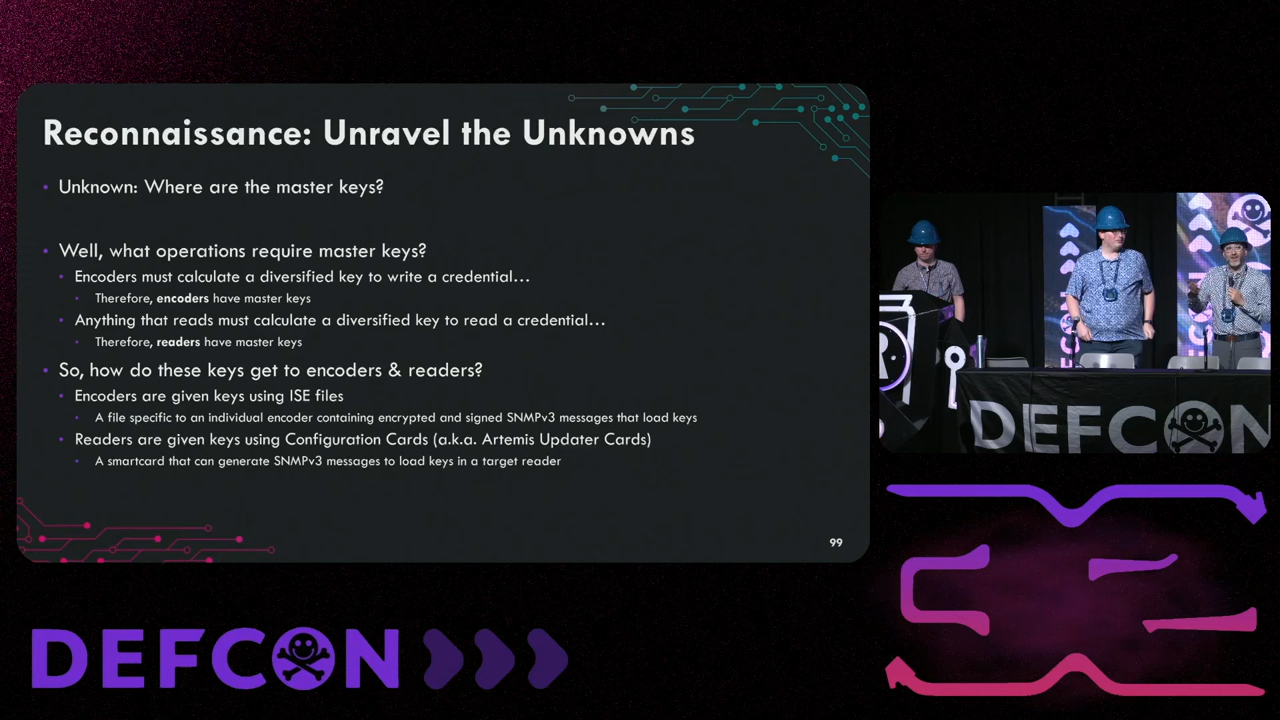 Reconnaissance: Unravel the Unknowns
Unknown: Where are the master keys?
Well, what operations require master keys?
Encoders must calculate a diversified key to write a credential…
Therefore, encoders have master keys
Anything that reads must calculate a diversified key to read a credential…
Therefore, readers have master keys
So, how do these keys get to encoders & readers?
Encoders are given keys using ISE files
A file specific to an individual encoder containing encrypted and signed SNMPv3 messages that load keys
Readers are given keys using Configuration Cards (a.k.a. Artemis Updater Cards)
A smartcard that can generate SNMPv3 messages to load keys in a target reader
99
DEFCON
DEFCON